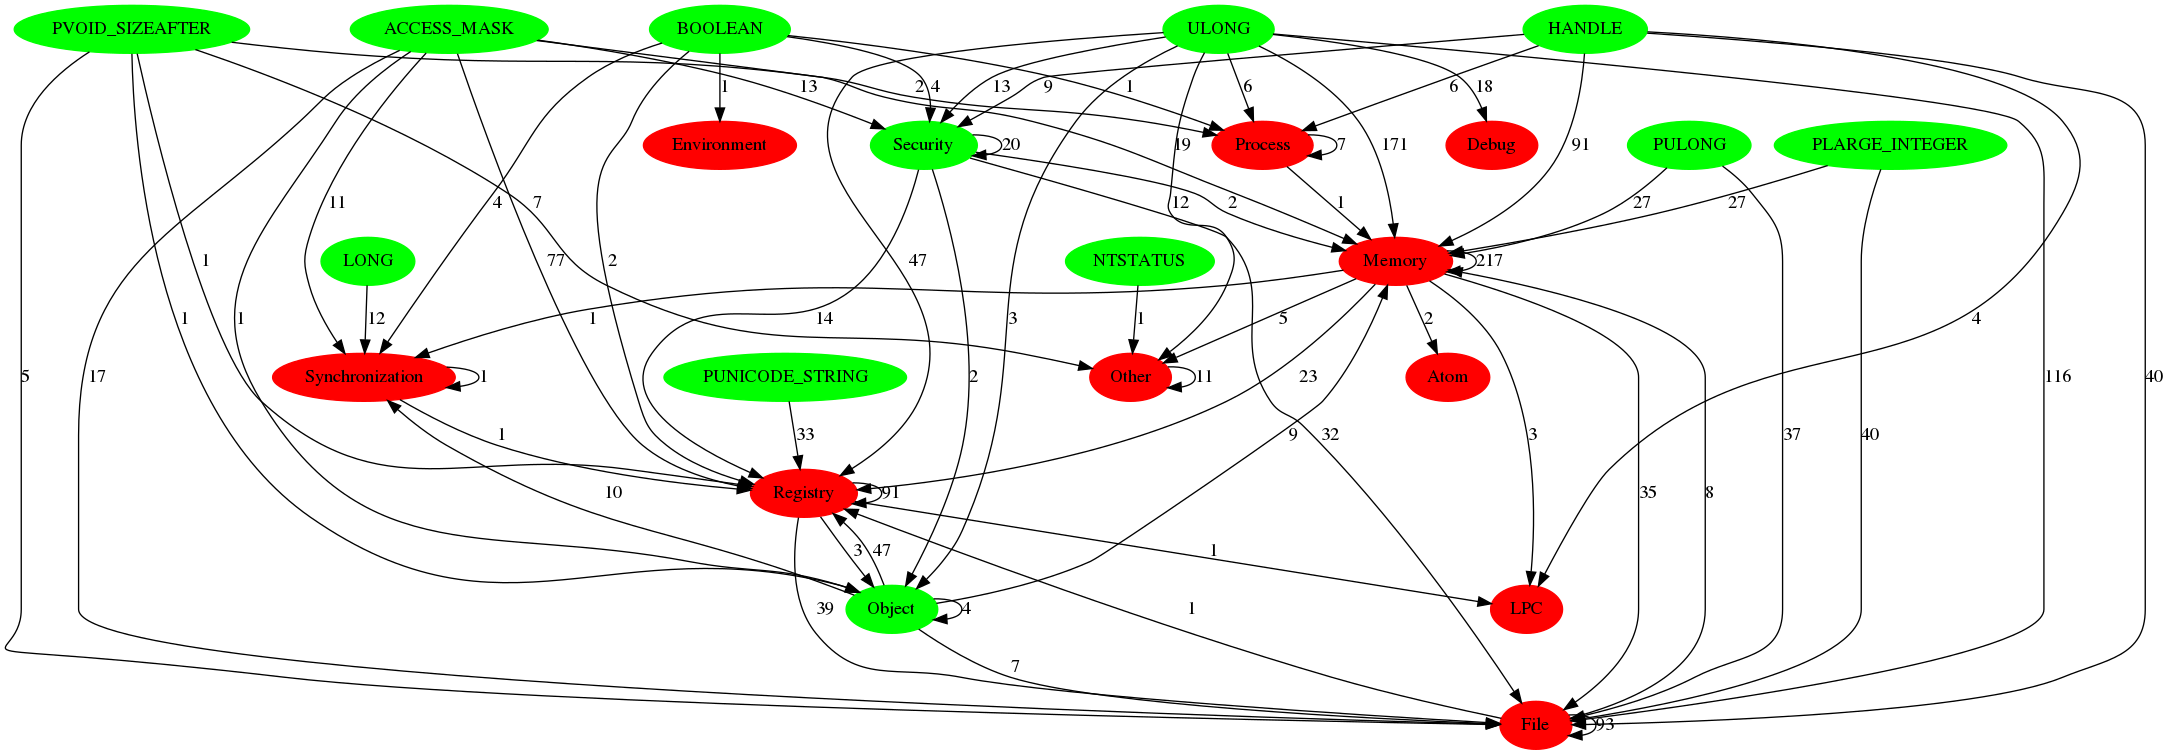 PVOID_SIZEAFTER ACCESS_MASK BOOLEAN ULONG HANDLE
2 4 13 9 1 6 6 18
1 13
Environment Security 20 Process 7 Debug PULONG PLARGE_INTEGER
19 171 91
11 4 7 12 2 1 27 27
1 77 2 LONG 47 NTSTATUS Memory 217
1 1 12 1 14 3 1 5 2 4
5 17 Synchronization 1 PUNICODE_STRING 2 Other 11 23 Atom 116 40
1 33 9 32 3 37 40
10 Registry 91 35 8
3 47 1
39 Object 4 1 LPC
7
File 93